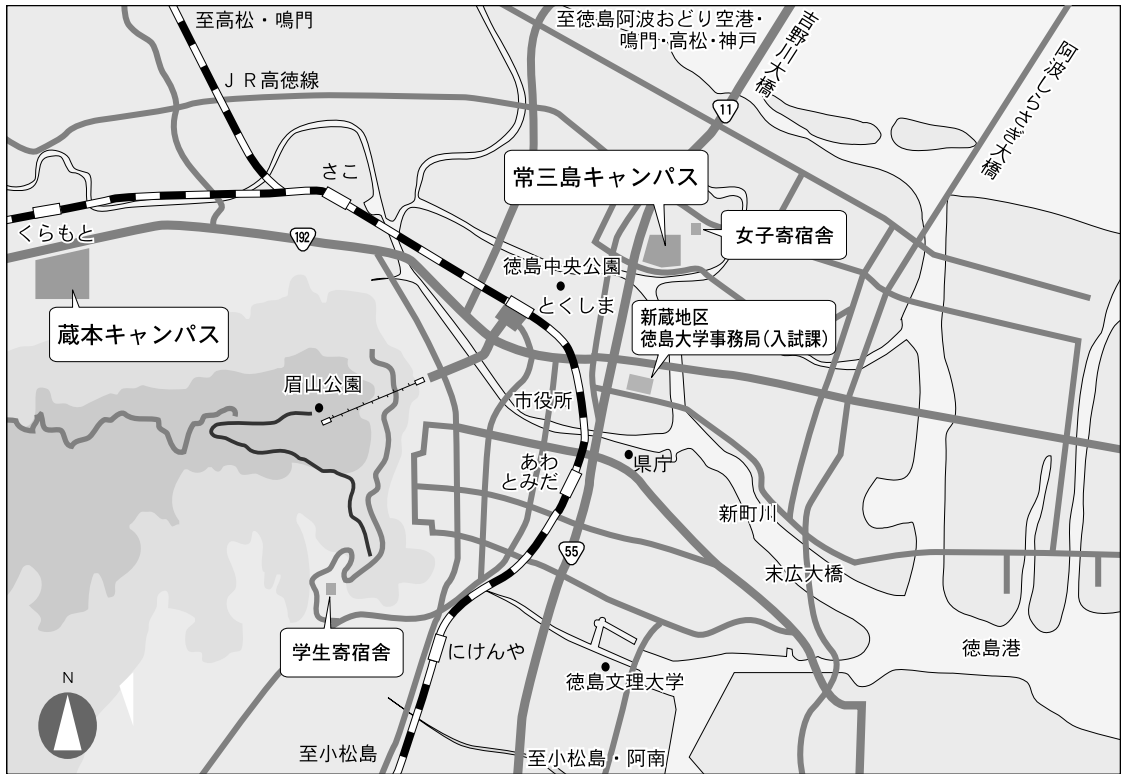 至高松・鳴門
至徳島阿波おどり空港・
鳴門・高松・神戸
吉野川大橋
阿波しらさぎ大橋
JR高徳線
11
さこ
常三島キャンパス
くらもと
192
女子寄宿舎
徳島中央公園
とくしま
新蔵地区
徳島大学事務局(入試課)
蔵本キャンパス
眉山公園
市役所
あわ
とみだ
県庁
新町川
55
末広大橋
学生寄宿舎
にけんや
徳島港
徳島文理大学
N
至小松島
至小松島・阿南